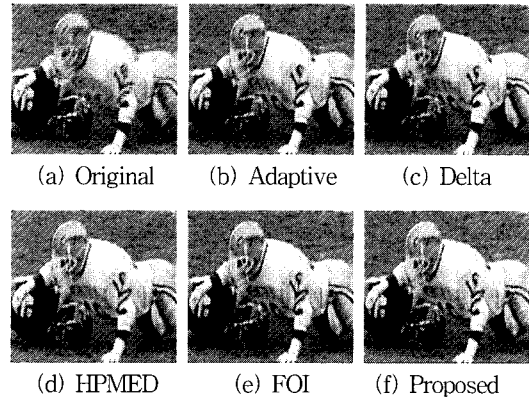 (a) Original
(b) Adaptive
(c) Delta
(d) HPMED
(e) FOI
(f) Proposed